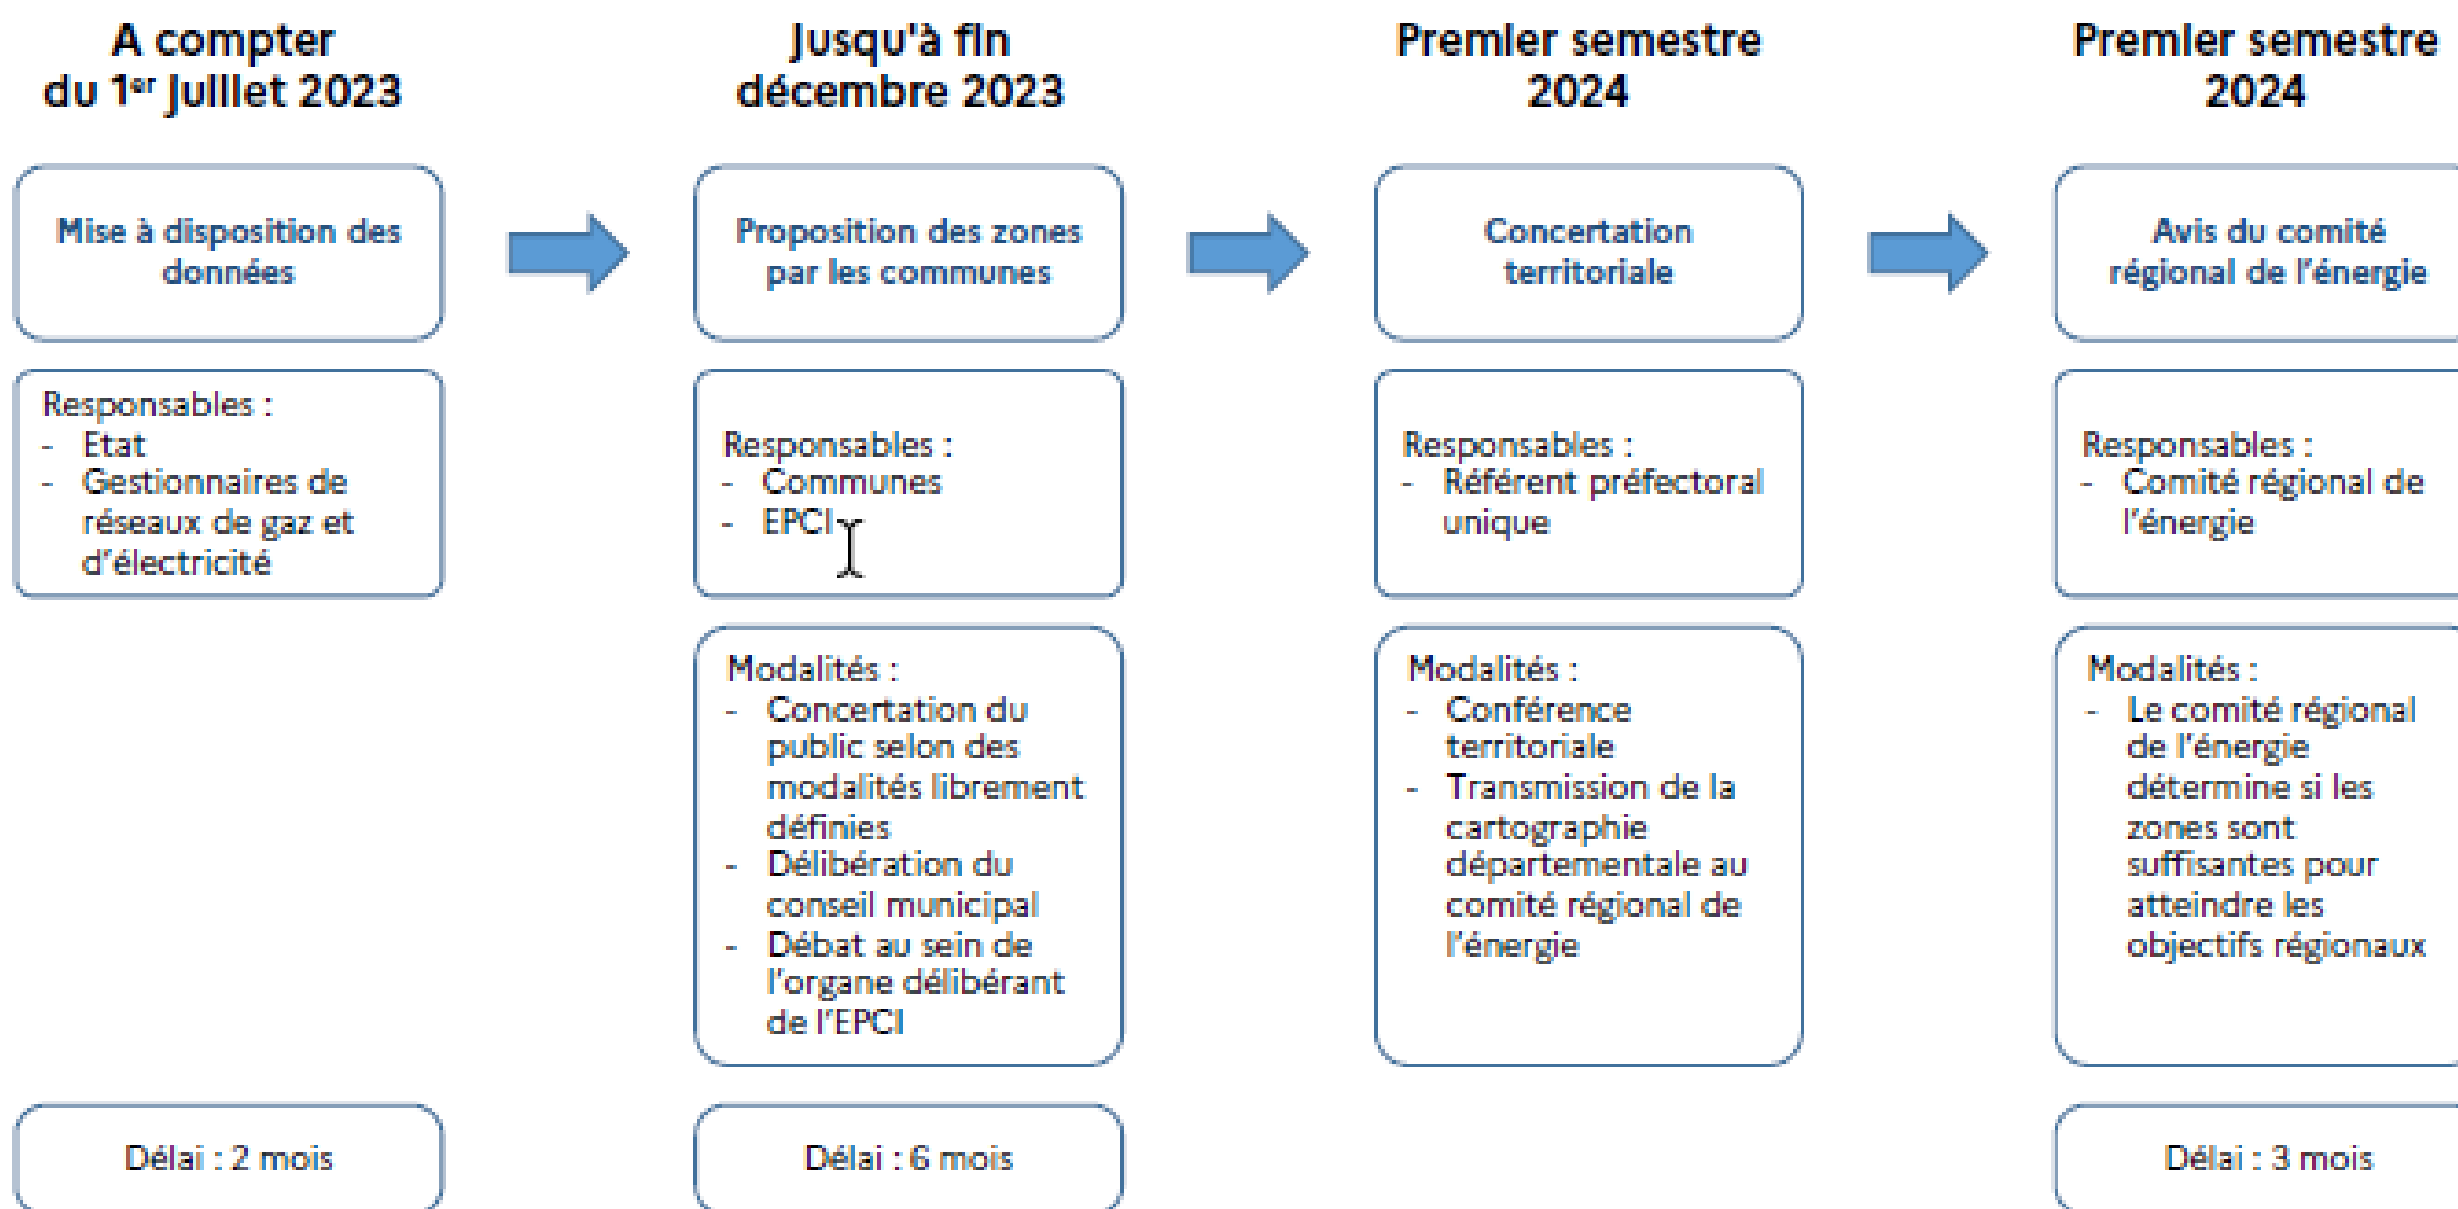 A compter
du 1er juillet 2023
Mise à disposition des
données
Responsables :
- Etat
- Gestionnaires de
réseaux de gaz et
d'électricité
Délai : 2 mois
Jusqu'à fin
décembre 2023
Proposition des zones
par les communes
Responsables :
- Communes
- EPCI
Modalités :
- Concertation du
public selon des
modalités librement
définies
- Délibération du
conseil municipal
- Débat au sein de
l'organe délibérant
de l'EPCI
Délai : 6 mois
Premier semestre
2024
Concertation
territoriale
Responsables :
- Référent préfectoral
unique
Modalités :
- Conférence
territoriale
- Transmission de la
cartographie
départementale au
comité régional de
l'énergie
Premier semestre
2024
Avis du comité
régional de l'énergie
Responsables :
- Comité régional de
l'énergie
Modalités :
- Le comité régional
de l'énergie
détermine si les
zones sont
suffisantes pour
atteindre les
objectifs régionaux
Délai : 3 mois